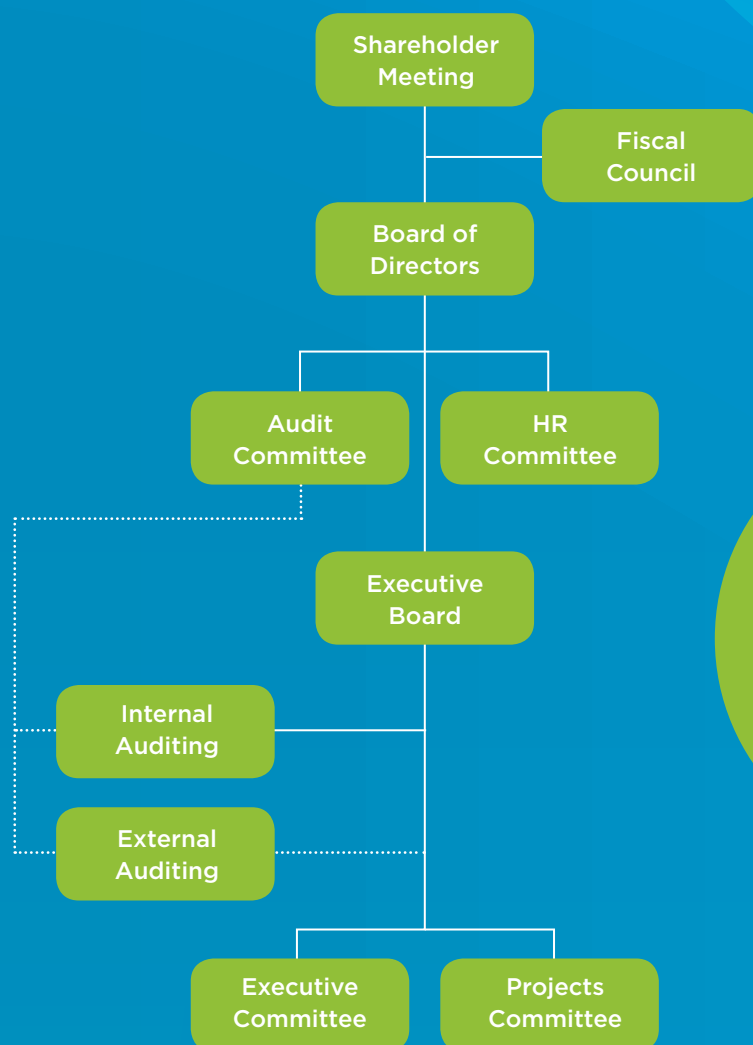 Shareholder
Meeting
Fiscal
Council
Board of
Directors
Audit
Committee
HR
Committee
Executive
Board
Internal
Auditing
External
Auditing
Executive
Committee
Projects
Committee